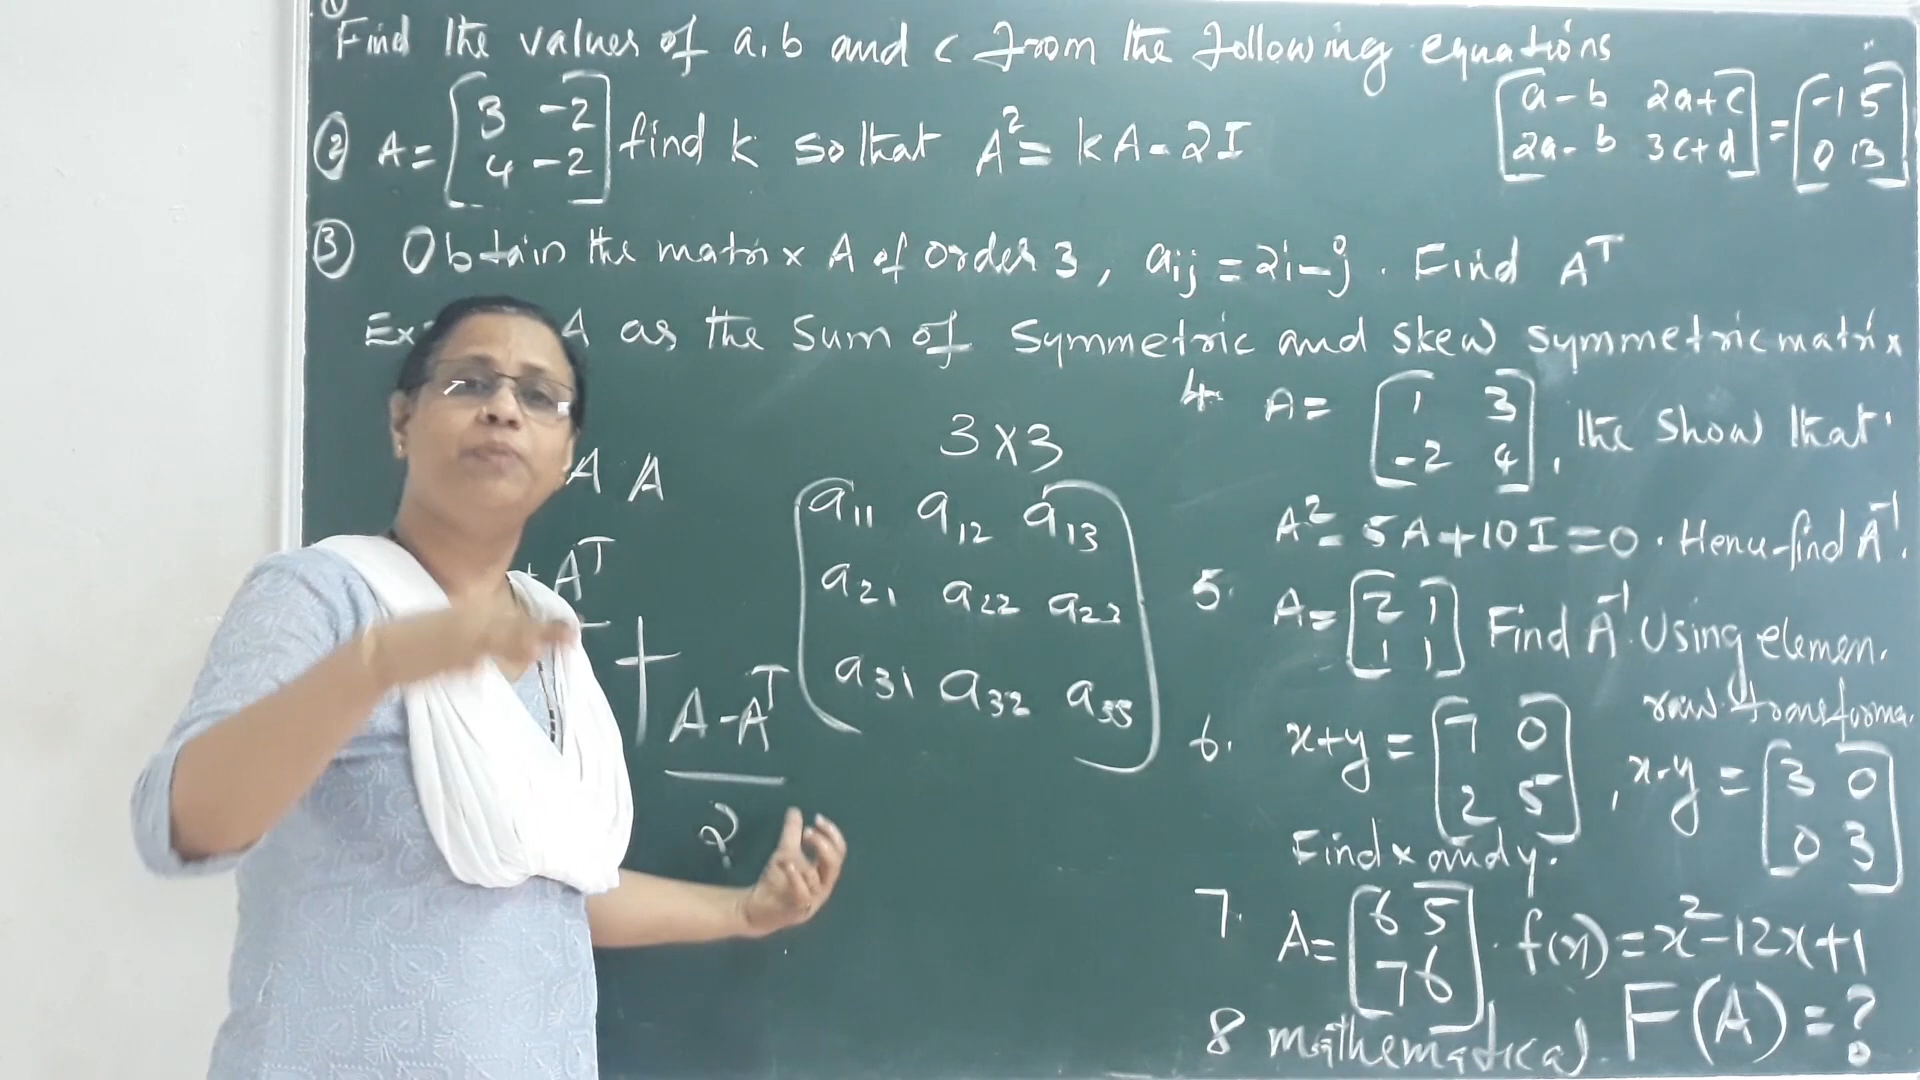 ①
Find the values of a, b and c from the following equations
[a-b 2a+c
2a-b 3c+d] = [-1 5
0 13]
② A = [3 -2
4 -2] find k so that A² = kA - 2I
③ Obtain the matrix A of order 3, aij = 2i - j. Find Aᵀ
A as the Sum of Symmetric and skew symmetric matrix
A A
+ Aᵀ
+ A - Aᵀ
2
3 x 3
a11 a12 a13
a21 a22 a23
a31 a32 a33
4. A = [1 3
-2 4], the Show that
A² - 5A + 10I = 0. Hence find A⁻¹.
5. A = [2 1
1 1] Find A⁻¹ Using elemen.
raw transforma.
6. x+y = [7 0
2 5], x-y = [3 0
0 3]
Find x and y.
7. A = [6 5
7 6]. f(x) = x² - 12x + 1
F(A) = ?
8 mathematical